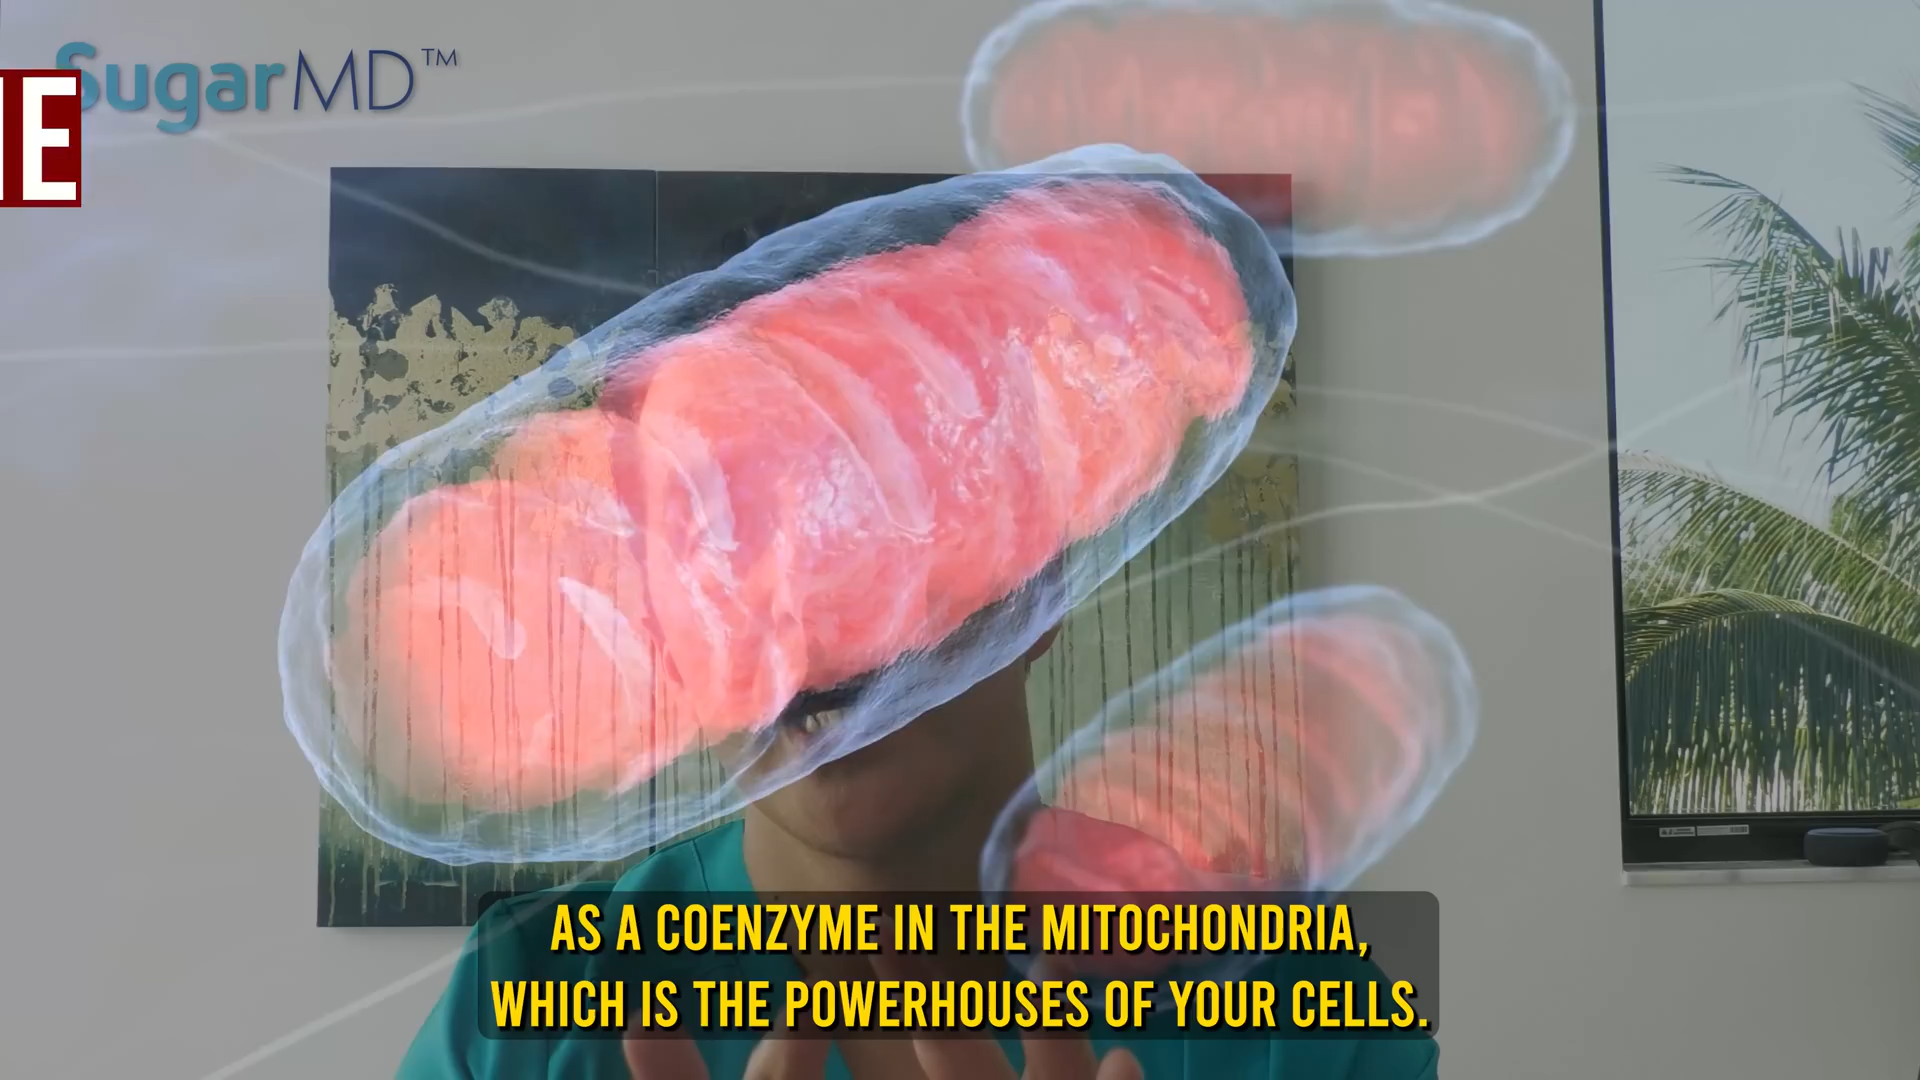 SugarMD™
E
AS A COENZYME IN THE MITOCHONDRIA,
WHICH IS THE POWERHOUSES OF YOUR CELLS.